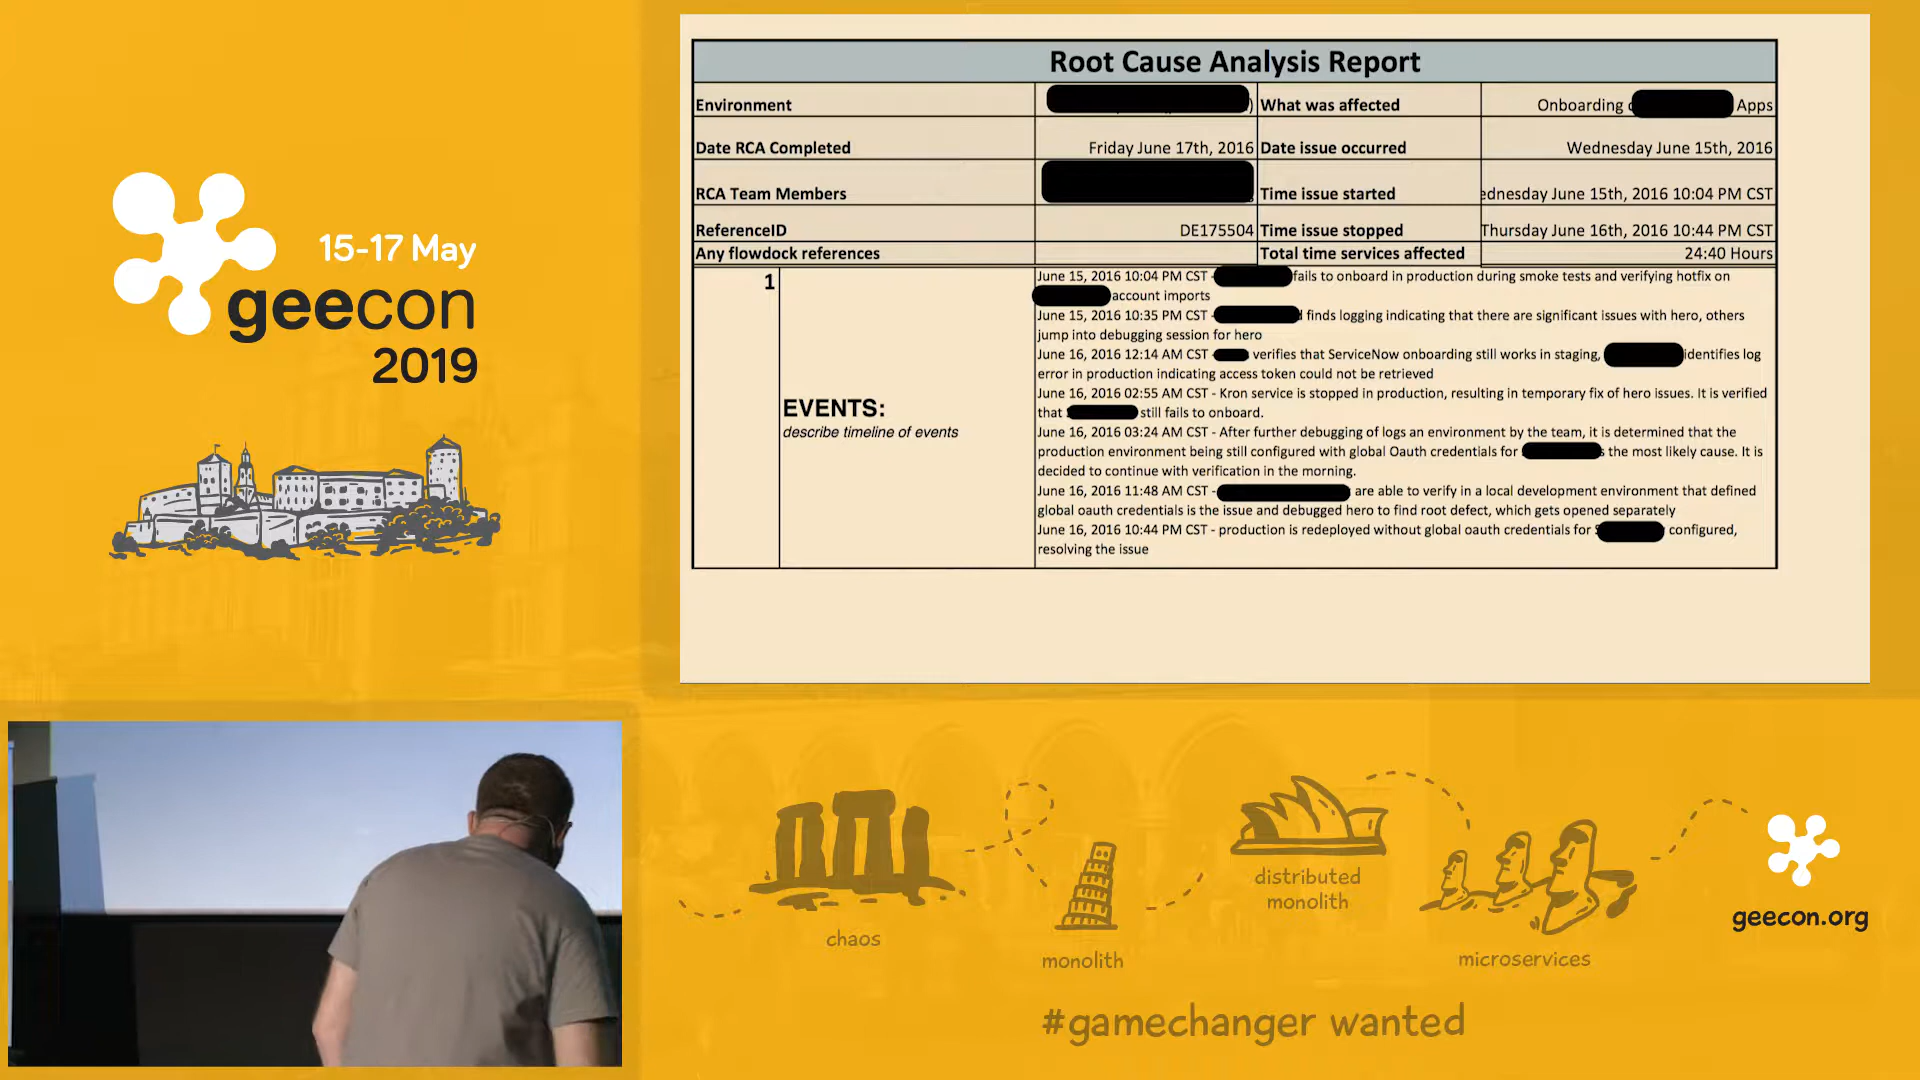 15-17 May
geecon
2019
Root Cause Analysis Report
Environment
)
What was affected
Onboarding
Apps
Date RCA Completed
Friday June 17th, 2016
Date issue occurred
Wednesday June 15th, 2016
RCA Team Members
Time issue started
ednesday June 15th, 2016 10:04 PM CST
ReferenceID
DE175504
Time issue stopped
Thursday June 16th, 2016 10:44 PM CST
Any flowdock references
Total time services affected
24:40 Hours
1
EVENTS:
describe timeline of events
June 15, 2016 10:04 PM CST - fails to onboard in production during smoke tests and verifying hotfix on
account imports
June 15, 2016 10:35 PM CST - finds logging indicating that there are significant issues with hero, others
jump into debugging session for hero
June 16, 2016 12:14 AM CST - verifies that ServiceNow onboarding still works in staging, identifies log
error in production indicating access token could not be retrieved
June 16, 2016 02:55 AM CST - Kron service is stopped in production, resulting in temporary fix of hero issues. It is verified
that still fails to onboard.
June 16, 2016 03:24 AM CST - After further debugging of logs an environment by the team, it is determined that the
production environment being still configured with global Oauth credentials for s the most likely cause. It is
decided to continue with verification in the morning.
June 16, 2016 11:48 AM CST - are able to verify in a local development environment that defined
global oauth credentials is the issue and debugged hero to find root defect, which gets opened separately
June 16, 2016 10:44 PM CST - production is redeployed without global oauth credentials for configured,
resolving the issue
chaos
monolith
distributed
monolith
microservices
geecon.org
#gamechanger wanted